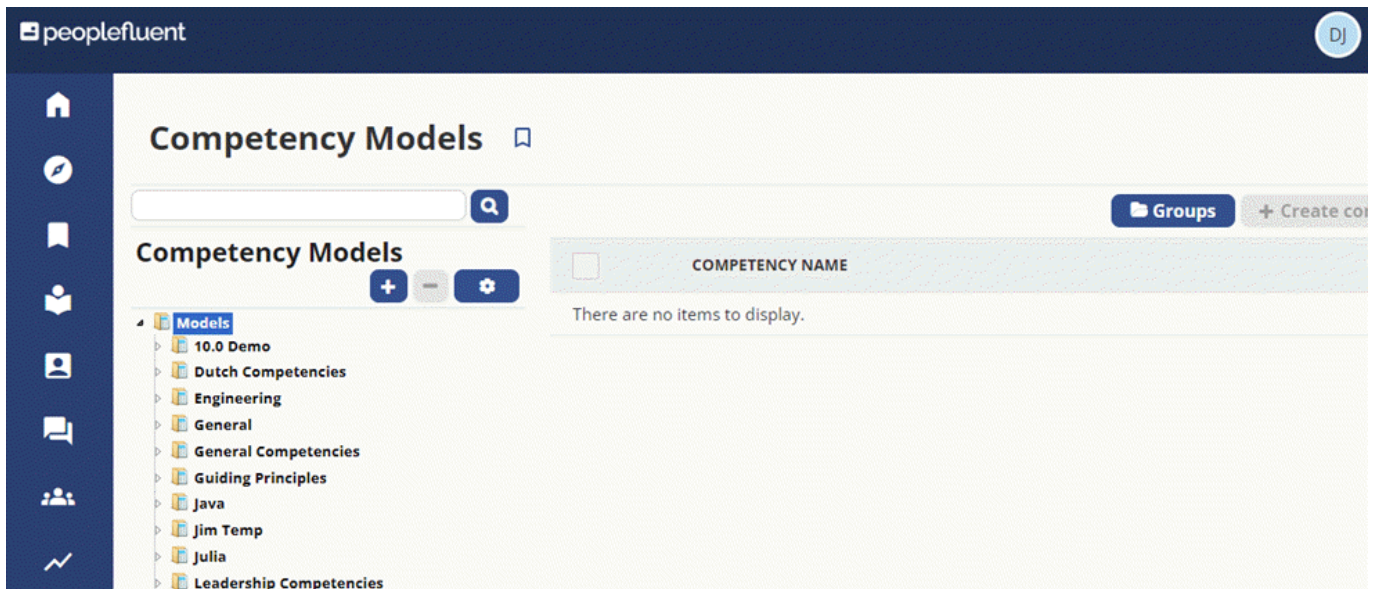 peoplefluent
DJ
Competency Models
Groups
+ Create
Competency Models
COMPETENCY NAME
There are no items to display.
Models
10.0 Demo
Dutch Competencies
Engineering
General
General Competencies
Guiding Principles
Java
Jim Temp
Julia
Leadership Competencies